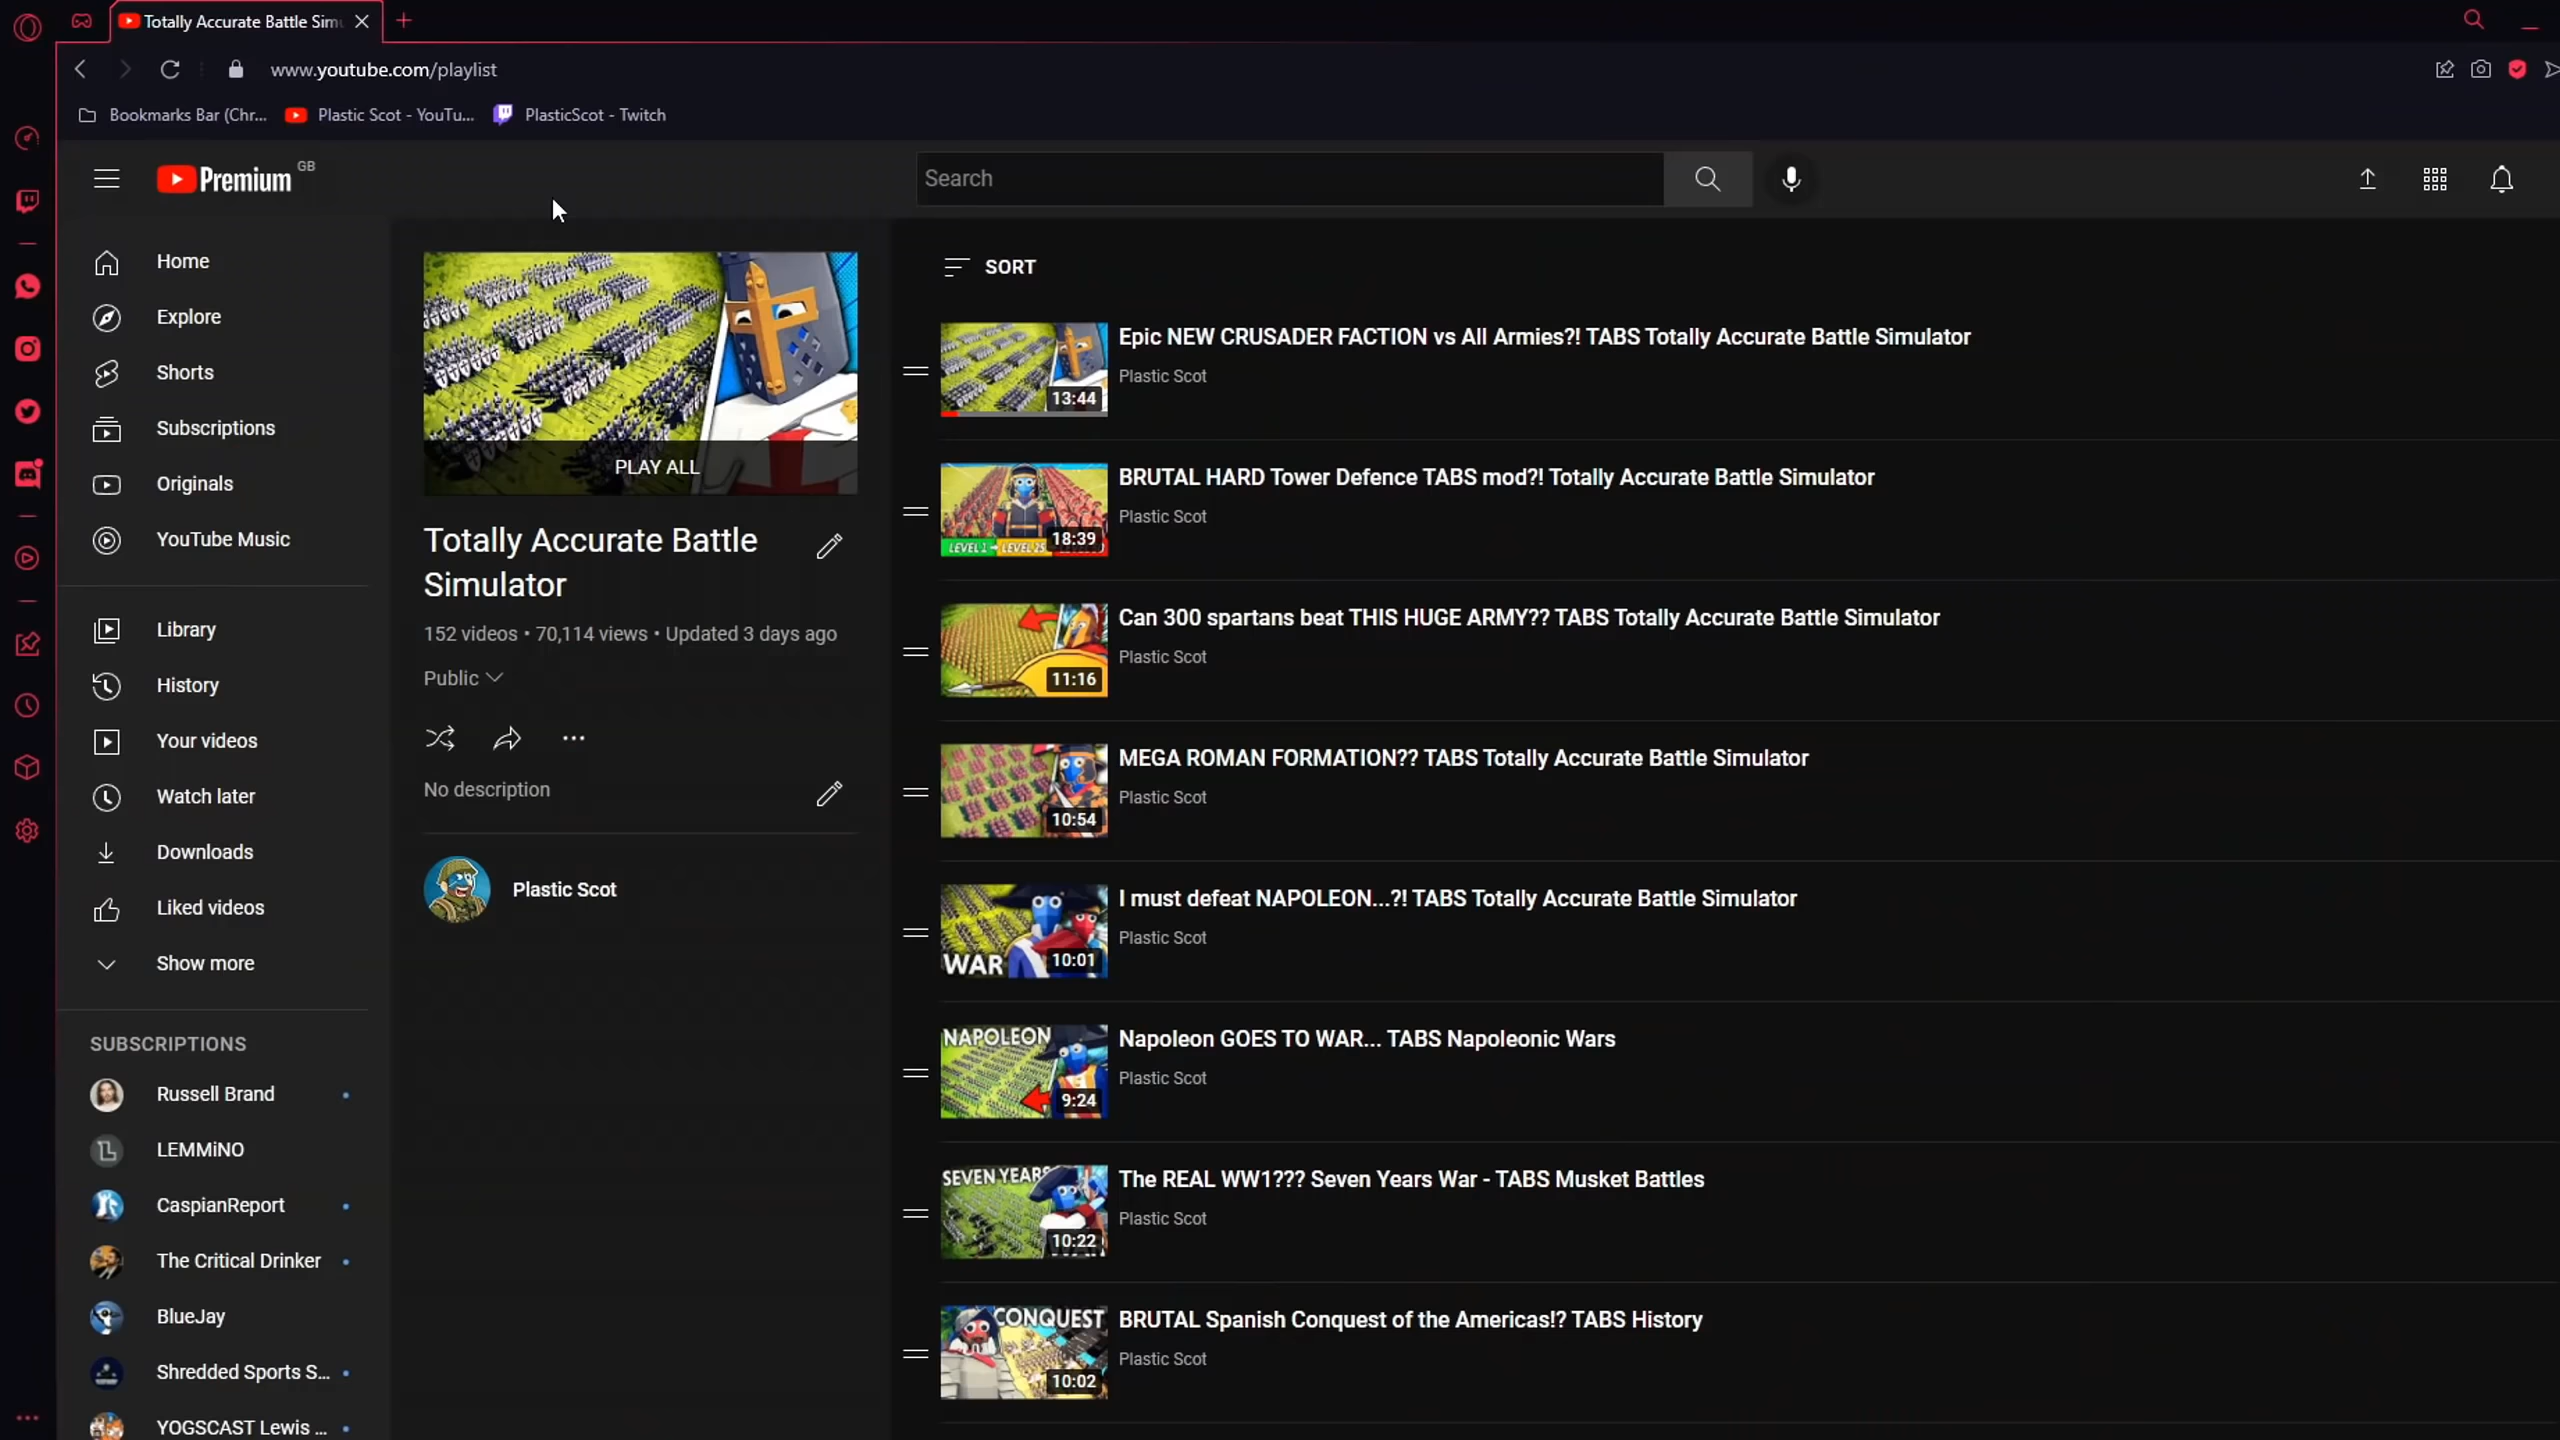 Totally Accurate Battle Sim
www.youtube.com/playlist
Bookmarks Bar (Chr...
Plastic Scot - YouTu...
PlasticScot - Twitch
Premium GB
Search
Home
Explore
Shorts
Subscriptions
Originals
YouTube Music
Library
History
Your videos
Watch later
Downloads
Liked videos
Show more
SUBSCRIPTIONS
Russell Brand
LEMMiNO
CaspianReport
The Critical Drinker
BlueJay
Shredded Sports S...
YOGSCAST Lewis ...
PLAY ALL
Totally Accurate Battle
Simulator
152 videos • 70,114 views • Updated 3 days ago
Public
No description
Plastic Scot
SORT
Epic NEW CRUSADER FACTION vs All Armies?! TABS Totally Accurate Battle Simulator
Plastic Scot
13:44
BRUTAL HARD Tower Defence TABS mod?! Totally Accurate Battle Simulator
Plastic Scot
18:39
LEVEL 1 LEVEL 25
Can 300 spartans beat THIS HUGE ARMY?? TABS Totally Accurate Battle Simulator
Plastic Scot
11:16
MEGA ROMAN FORMATION?? TABS Totally Accurate Battle Simulator
Plastic Scot
10:54
I must defeat NAPOLEON...?! TABS Totally Accurate Battle Simulator
Plastic Scot
WAR 10:01
NAPOLEON
Napoleon GOES TO WAR... TABS Napoleonic Wars
Plastic Scot
9:24
SEVEN YEARS
The REAL WW1??? Seven Years War - TABS Musket Battles
Plastic Scot
10:22
CONQUEST
BRUTAL Spanish Conquest of the Americas!? TABS History
Plastic Scot
10:02